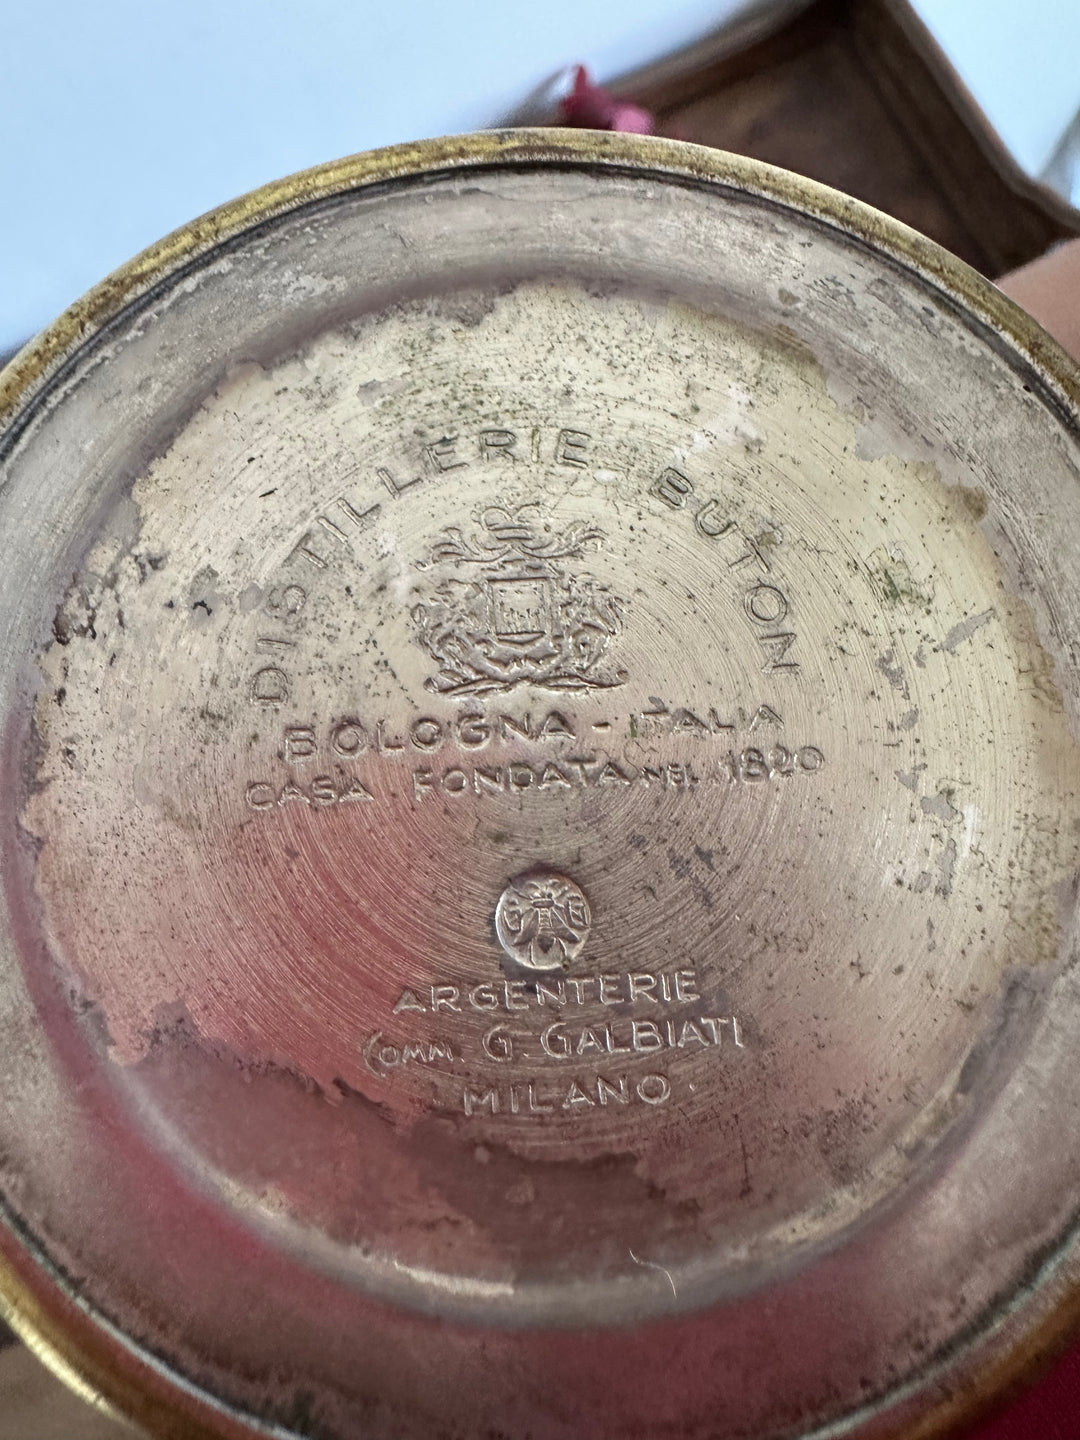 DISTILLERIE BUTON
BOLOGNA - ITALIA
CASA FONDATA NEL 1820
G G
ARGENTERIE
Comm. G. GALBIATI
MILANO